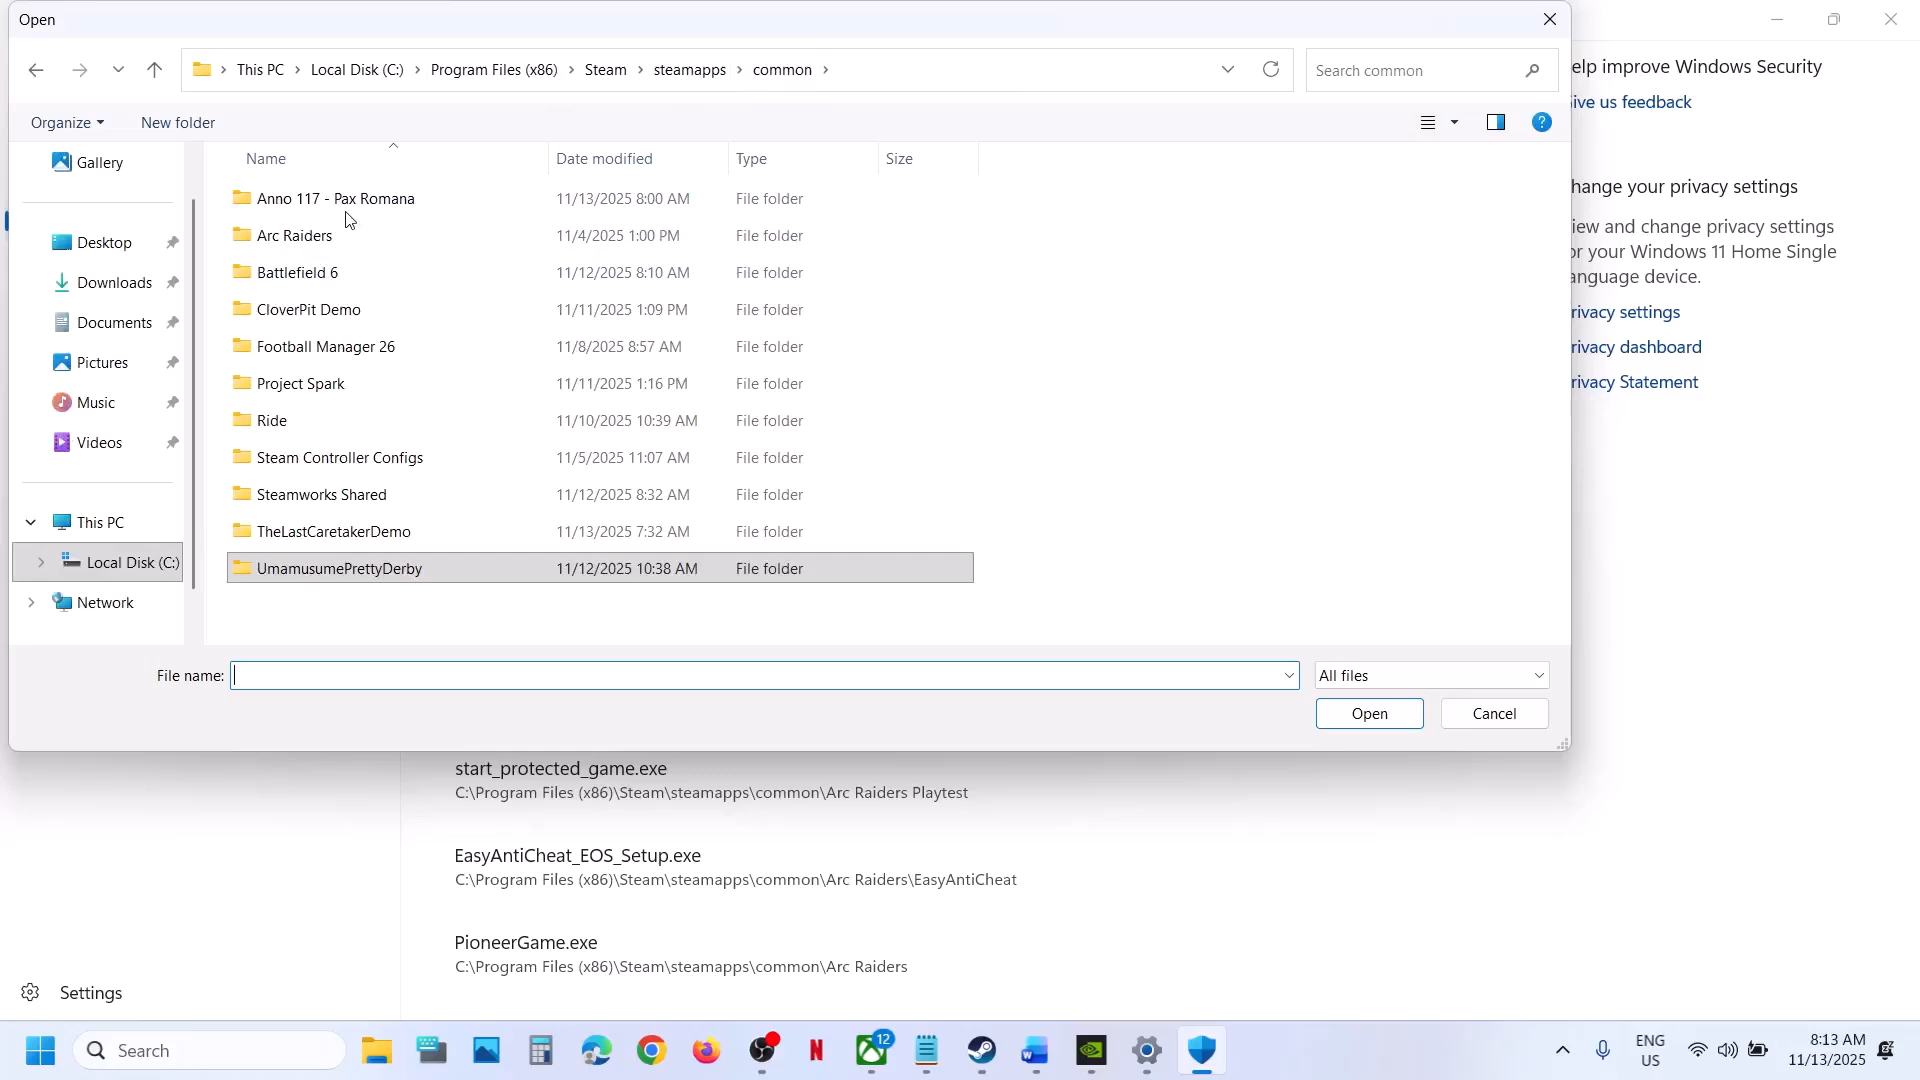 Open
This PC > Local Disk (C:) > Program Files (x86) > Steam > steamapps > common >
Search common
Organize
New folder
Gallery
Desktop
Downloads
Documents
Pictures
Music
Videos
This PC
Local Disk (C:)
Network
Name Date modified Type Size
Anno 117 - Pax Romana 11/13/2025 8:00 AM File folder
Arc Raiders 11/4/2025 1:00 PM File folder
Battlefield 6 11/12/2025 8:10 AM File folder
CloverPit Demo 11/11/2025 1:09 PM File folder
Football Manager 26 11/8/2025 8:57 AM File folder
Project Spark 11/11/2025 1:16 PM File folder
Ride 11/10/2025 10:39 AM File folder
Steam Controller Configs 11/5/2025 11:07 AM File folder
Steamworks Shared 11/12/2025 8:32 AM File folder
TheLastCaretakerDemo 11/13/2025 7:32 AM File folder
UmamusumePrettyDerby 11/12/2025 10:38 AM File folder
File name:
All files
Open
Cancel
elp improve Windows Security
ive us feedback
hange your privacy settings
iew and change privacy settings
or your Windows 11 Home Single
anguage device.
rivacy settings
rivacy dashboard
rivacy Statement
start_protected_game.exe
C:\Program Files (x86)\Steam\steamapps\common\Arc Raiders Playtest
EasyAntiCheat_EOS_Setup.exe
C:\Program Files (x86)\Steam\steamapps\common\Arc Raiders\EasyAntiCheat
PioneerGame.exe
C:\Program Files (x86)\Steam\steamapps\common\Arc Raiders
Settings
Search
12
ENG
US
8:13 AM
11/13/2025